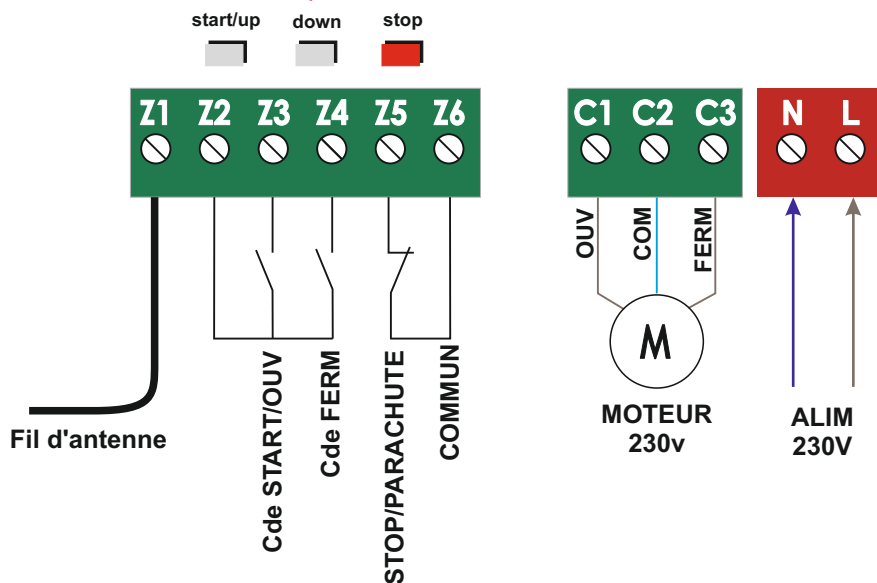 start/up down stop
Z1 Z2 Z3 Z4 Z5 Z6
C1 C2 C3
N L
OUV
COM
FERM
M
Fil d'antenne
Cde START/OUV
Cde FERM
STOP/PARACHUTE
COMMUN
MOTEUR
230v
ALIM
230V